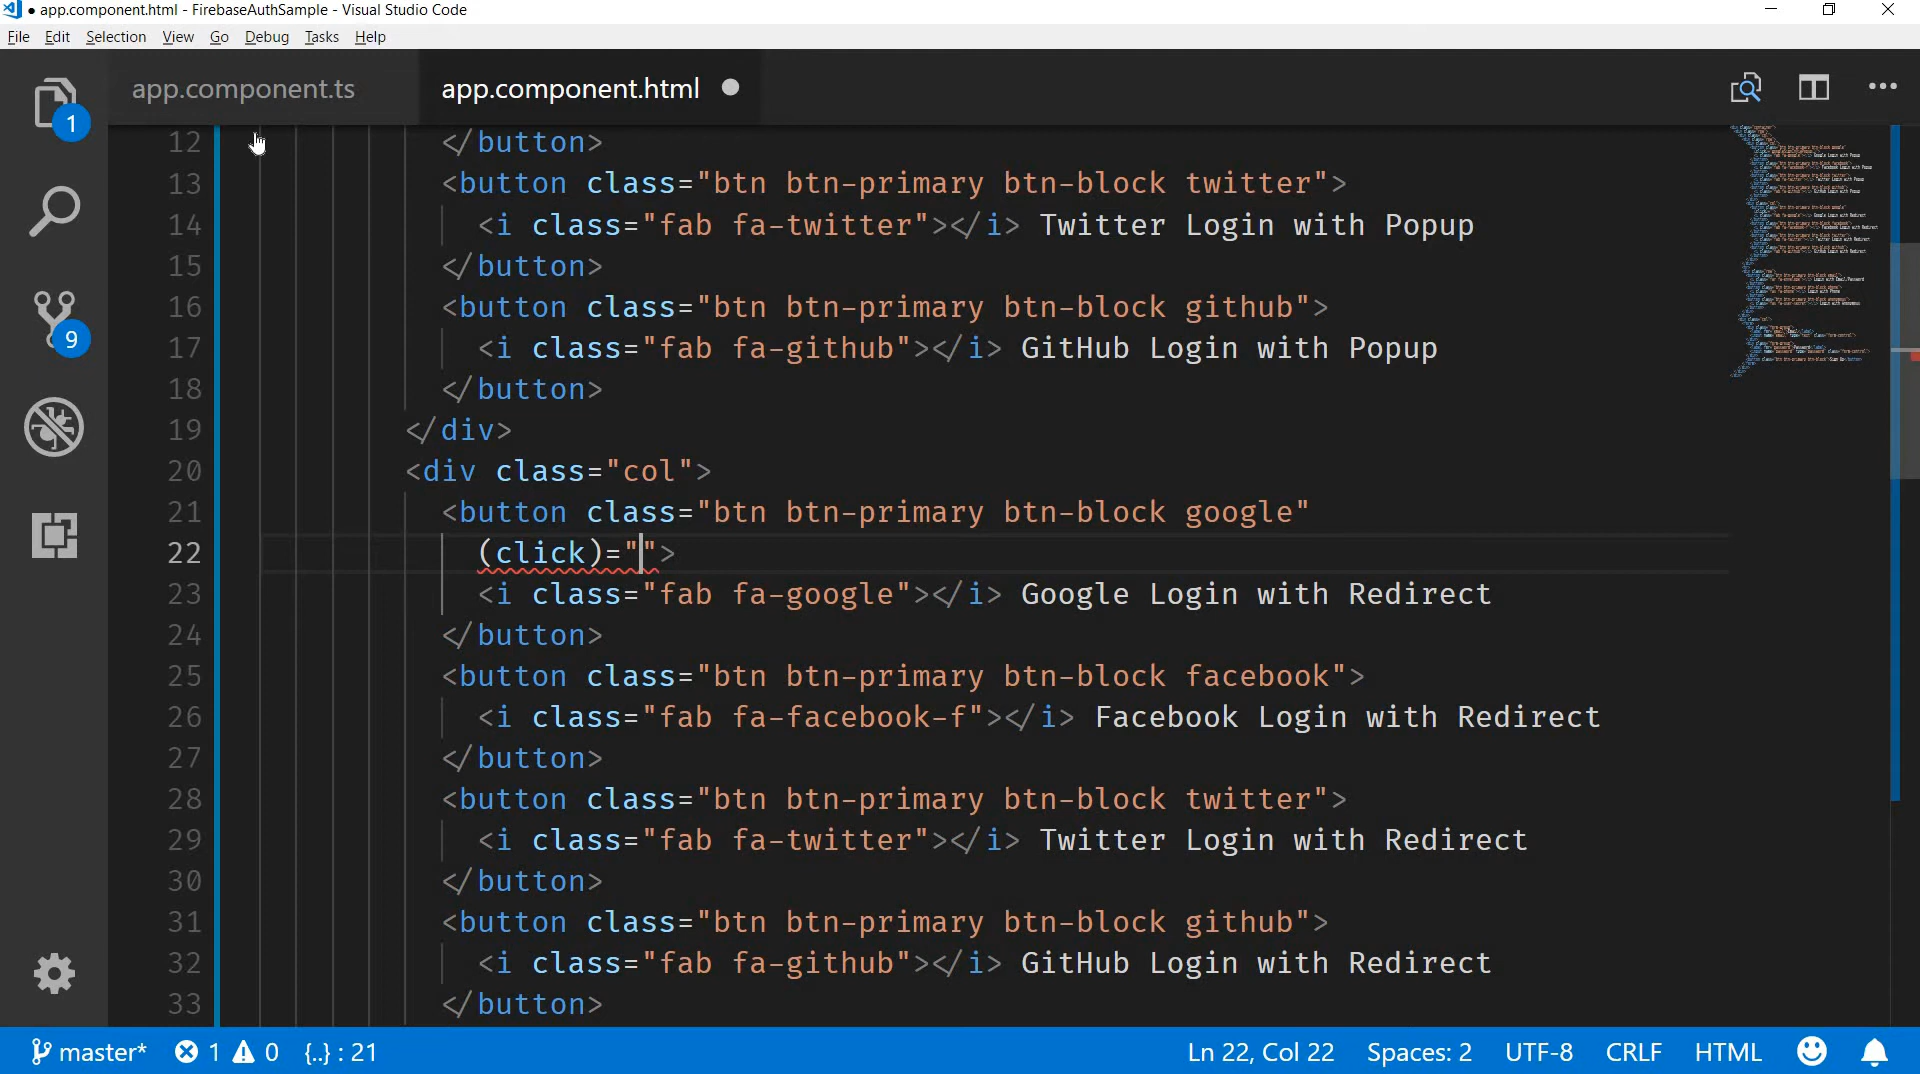 ● app.component.html - FirebaseAuthSample - Visual Studio Code
File Edit Selection View Go Debug Tasks Help
app.component.ts app.component.html ●
1
9
12 </button>
13 <button class="btn btn-primary btn-block twitter">
14 <i class="fab fa-twitter"></i> Twitter Login with Popup
15 </button>
16 <button class="btn btn-primary btn-block github">
17 <i class="fab fa-github"></i> GitHub Login with Popup
18 </button>
19 </div>
20 <div class="col">
21 <button class="btn btn-primary btn-block google"
22 (click)="">
23 <i class="fab fa-google"></i> Google Login with Redirect
24 </button>
25 <button class="btn btn-primary btn-block facebook">
26 <i class="fab fa-facebook-f"></i> Facebook Login with Redirect
27 </button>
28 <button class="btn btn-primary btn-block twitter">
29 <i class="fab fa-twitter"></i> Twitter Login with Redirect
30 </button>
31 <button class="btn btn-primary btn-block github">
32 <i class="fab fa-github"></i> GitHub Login with Redirect
33 </button>
master* 1 0 {..} : 21 Ln 22, Col 22 Spaces: 2 UTF-8 CRLF HTML